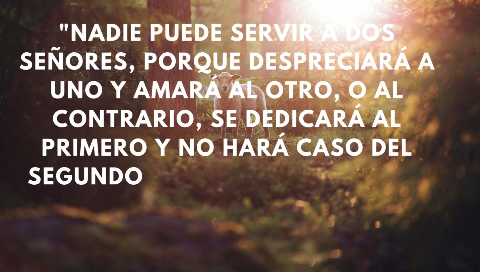 "NADIE PUEDE SERVIR A DOS
SEÑORES, PORQUE DESPRECIARÁ A
UNO Y AMARÁ AL OTRO, O AL
CONTRARIO, SE DEDICARÁ AL
PRIMERO Y NO HARÁ CASO DEL
SEGUNDO